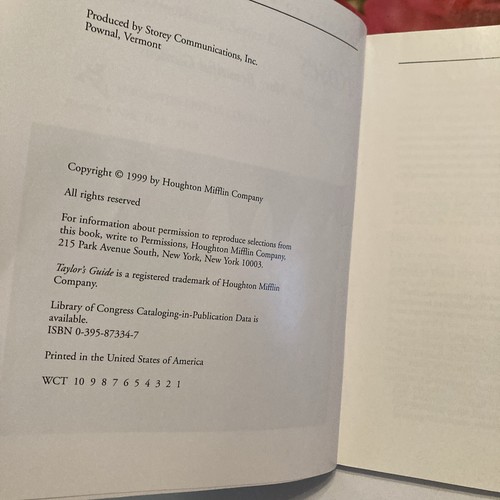 Produced by Storey Communications, Inc.
Pownal, Vermont
Copyright © 1999 by Houghton Mifflin Company
All rights reserved
For information about permission to reproduce selections from
this book, write to Permissions, Houghton Mifflin Company,
215 Park Avenue South, New York, New York 10003.
Taylor's Guide is a registered trademark of Houghton Mifflin
Company.
Library of Congress Cataloging-in-Publication Data is
available.
ISBN 0-395-87334-7
Printed in the United States of America
WCT 10 9 8 7 6 5 4 3 2 1